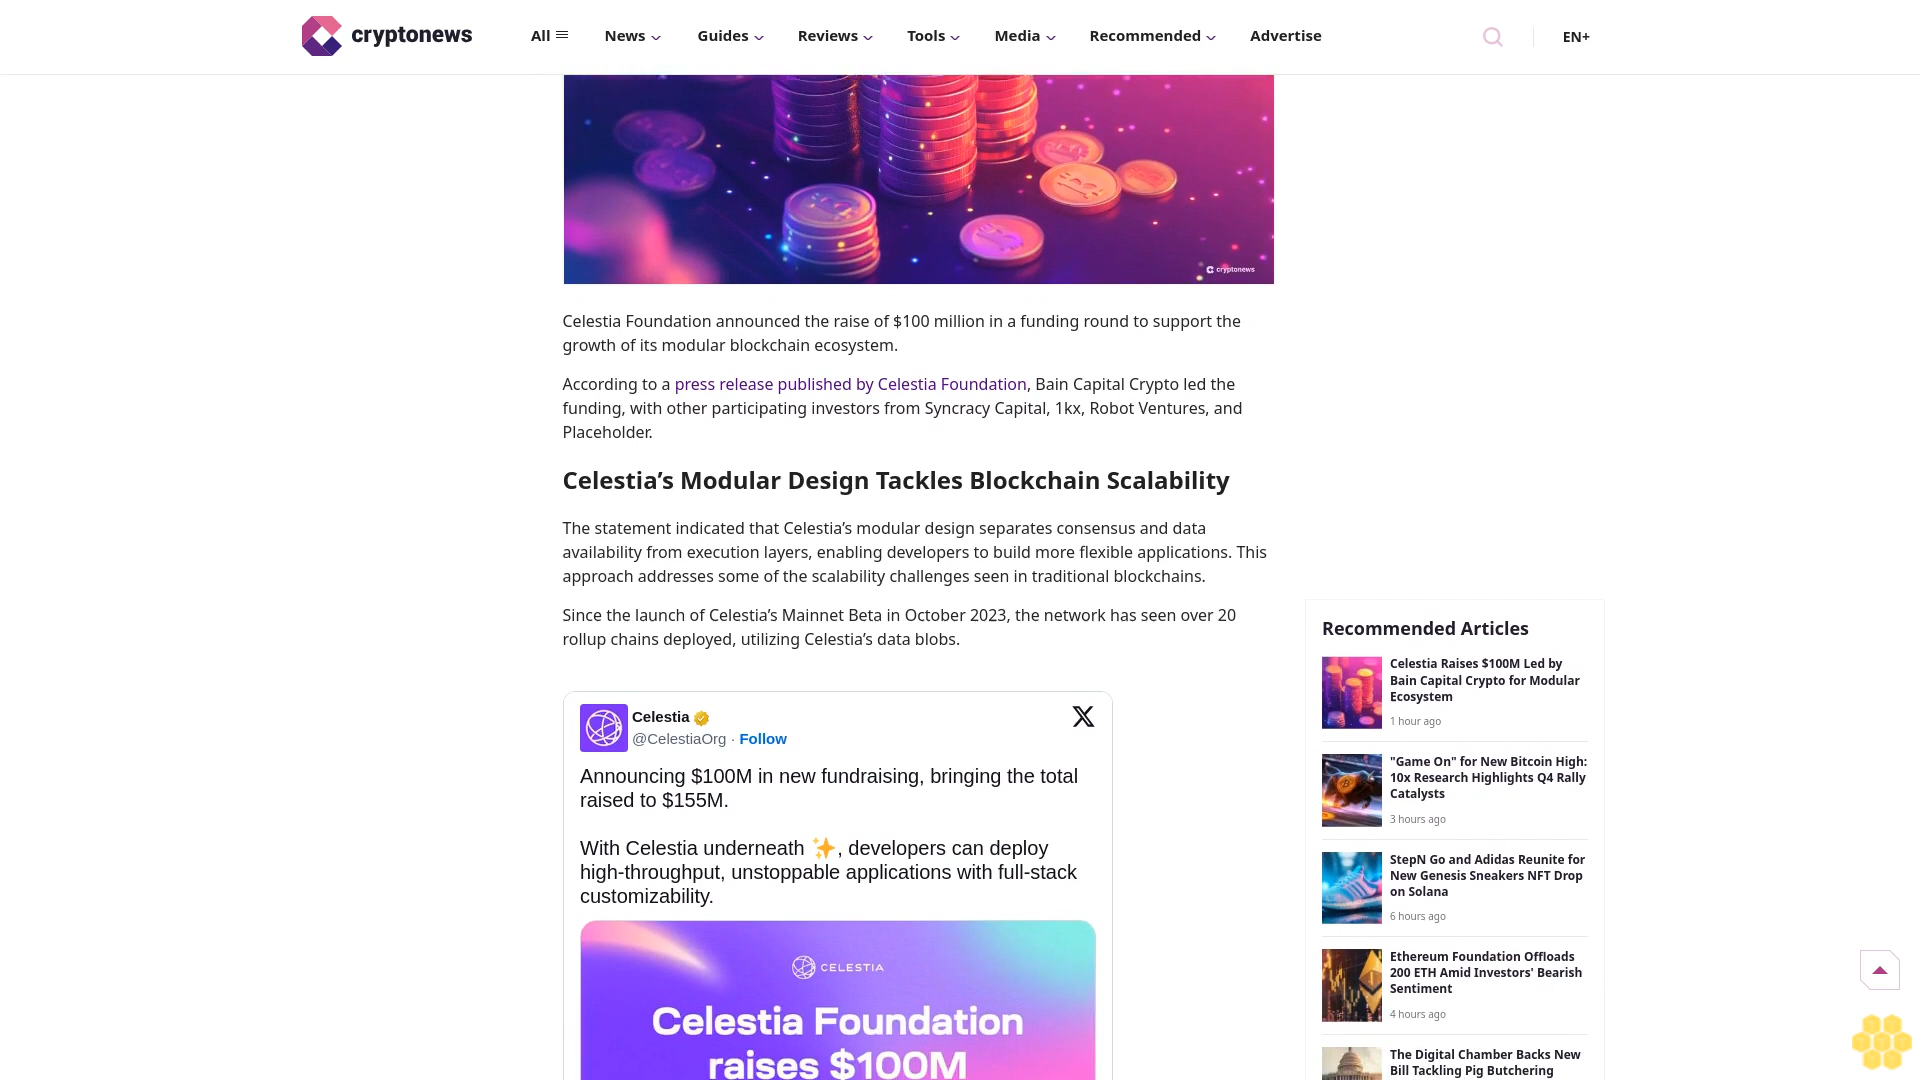 cryptonews
All
News
Guides
Reviews
Tools
Media
Recommended
Advertise
EN+
cryptonews
Celestia Foundation announced the raise of $100 million in a funding round to support the
growth of its modular blockchain ecosystem.
According to a press release published by Celestia Foundation, Bain Capital Crypto led the
funding, with other participating investors from Syncracy Capital, 1kx, Robot Ventures, and
Placeholder.
Celestia’s Modular Design Tackles Blockchain Scalability
The statement indicated that Celestia’s modular design separates consensus and data
availability from execution layers, enabling developers to build more flexible applications. This
approach addresses some of the scalability challenges seen in traditional blockchains.
Since the launch of Celestia’s Mainnet Beta in October 2023, the network has seen over 20
rollup chains deployed, utilizing Celestia’s data blobs.
Celestia
@CelestiaOrg · Follow
Announcing $100M in new fundraising, bringing the total
raised to $155M.
With Celestia underneath ✨, developers can deploy
high-throughput, unstoppable applications with full-stack
customizability.
CELESTIA
Celestia Foundation
raises $100M
Recommended Articles
Celestia Raises $100M Led by
Bain Capital Crypto for Modular
Ecosystem
1 hour ago
"Game On" for New Bitcoin High:
10x Research Highlights Q4 Rally
Catalysts
3 hours ago
StepN Go and Adidas Reunite for
New Genesis Sneakers NFT Drop
on Solana
6 hours ago
Ethereum Foundation Offloads
200 ETH Amid Investors' Bearish
Sentiment
4 hours ago
The Digital Chamber Backs New
Bill Tackling Pig Butchering